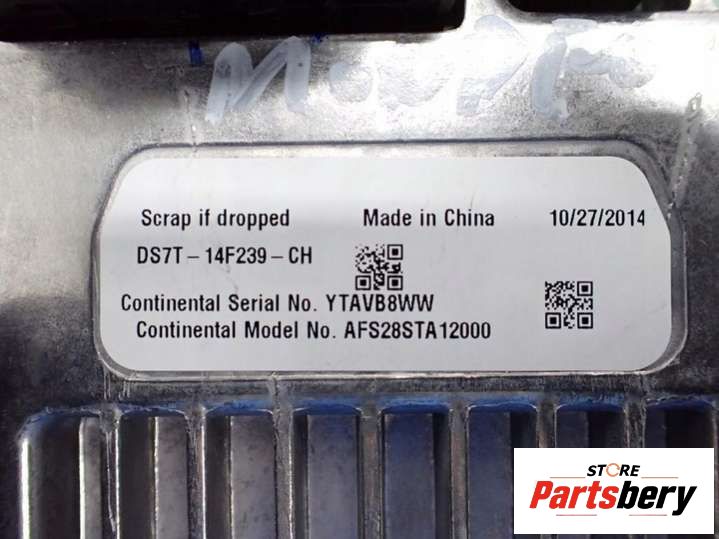 Scrap if dropped Made in China 10/27/2014
DS7T-14F239-CH
Continental Serial No. YTAVB8WW
Continental Model No. AFS28STA12000
STORE
Partsbery